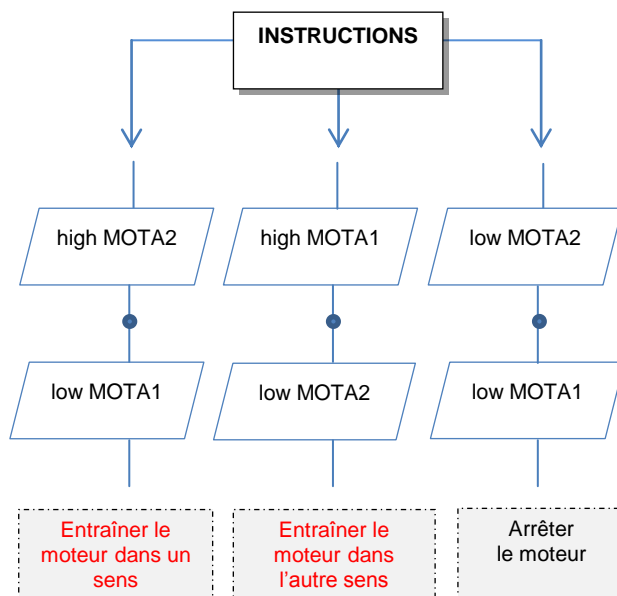 INSTRUCTIONS
high MOTA2
high MOTA1
low MOTA2
low MOTA1
low MOTA2
low MOTA1
Entraîner le
moteur dans un
sens
Entraîner le
moteur dans
l'autre sens
Arrêter
le moteur